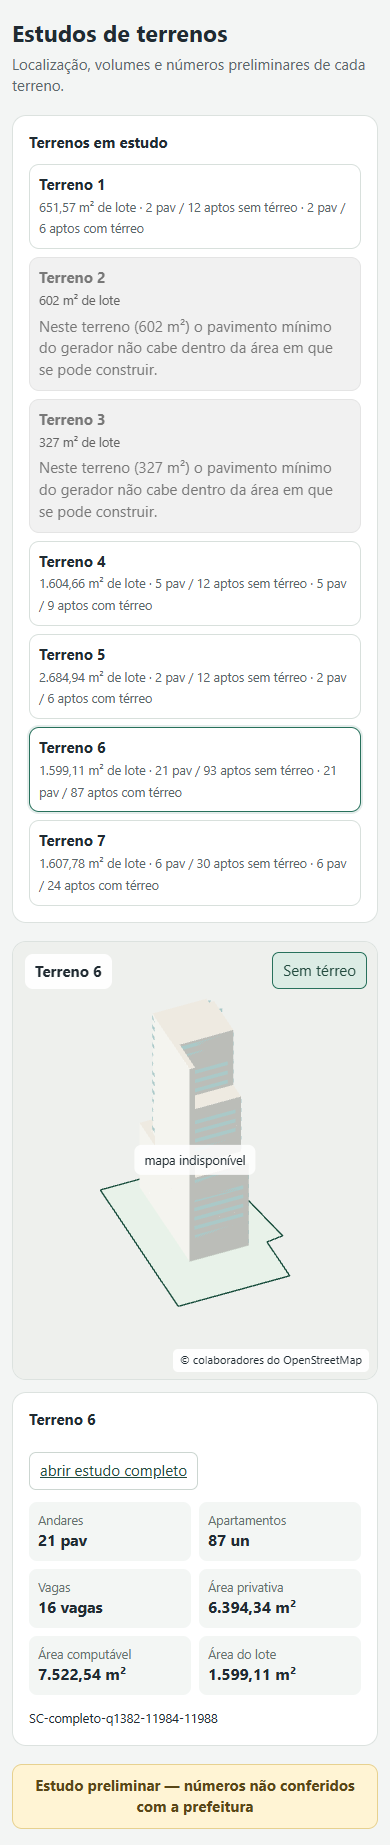 Estudos de terrenos
Localização, volumes e números preliminares de cada
terreno.
Terrenos em estudo
Terreno 1
651,57 m² de lote · 2 pav / 12 aptos sem térreo · 2 pav /
6 aptos com térreo
Terreno 2
602 m² de lote
Neste terreno (602 m²) o pavimento mínimo
do gerador não cabe dentro da área em que
se pode construir.
Terreno 3
327 m² de lote
Neste terreno (327 m²) o pavimento mínimo
do gerador não cabe dentro da área em que
se pode construir.
Terreno 4
1.604,66 m² de lote · 5 pav / 12 aptos sem térreo · 5 pav
/ 9 aptos com térreo
Terreno 5
2.684,94 m² de lote · 2 pav / 12 aptos sem térreo · 2 pav
/ 6 aptos com térreo
Terreno 6
1.599,11 m² de lote · 21 pav / 93 aptos sem térreo · 21
pav / 87 aptos com térreo
Terreno 7
1.607,78 m² de lote · 6 pav / 30 aptos sem térreo · 6 pav
/ 24 aptos com térreo
Terreno 6
Sem térreo
mapa indisponível
© colaboradores do OpenStreetMap
Terreno 6
abrir estudo completo
Andares
21 pav
Apartamentos
87 un
Vagas
16 vagas
Área privativa
6.394,34 m²
Área computável
7.522,54 m²
Área do lote
1.599,11 m²
SC-completo-q1382-11984-11988
Estudo preliminar — números não conferidos
com a prefeitura